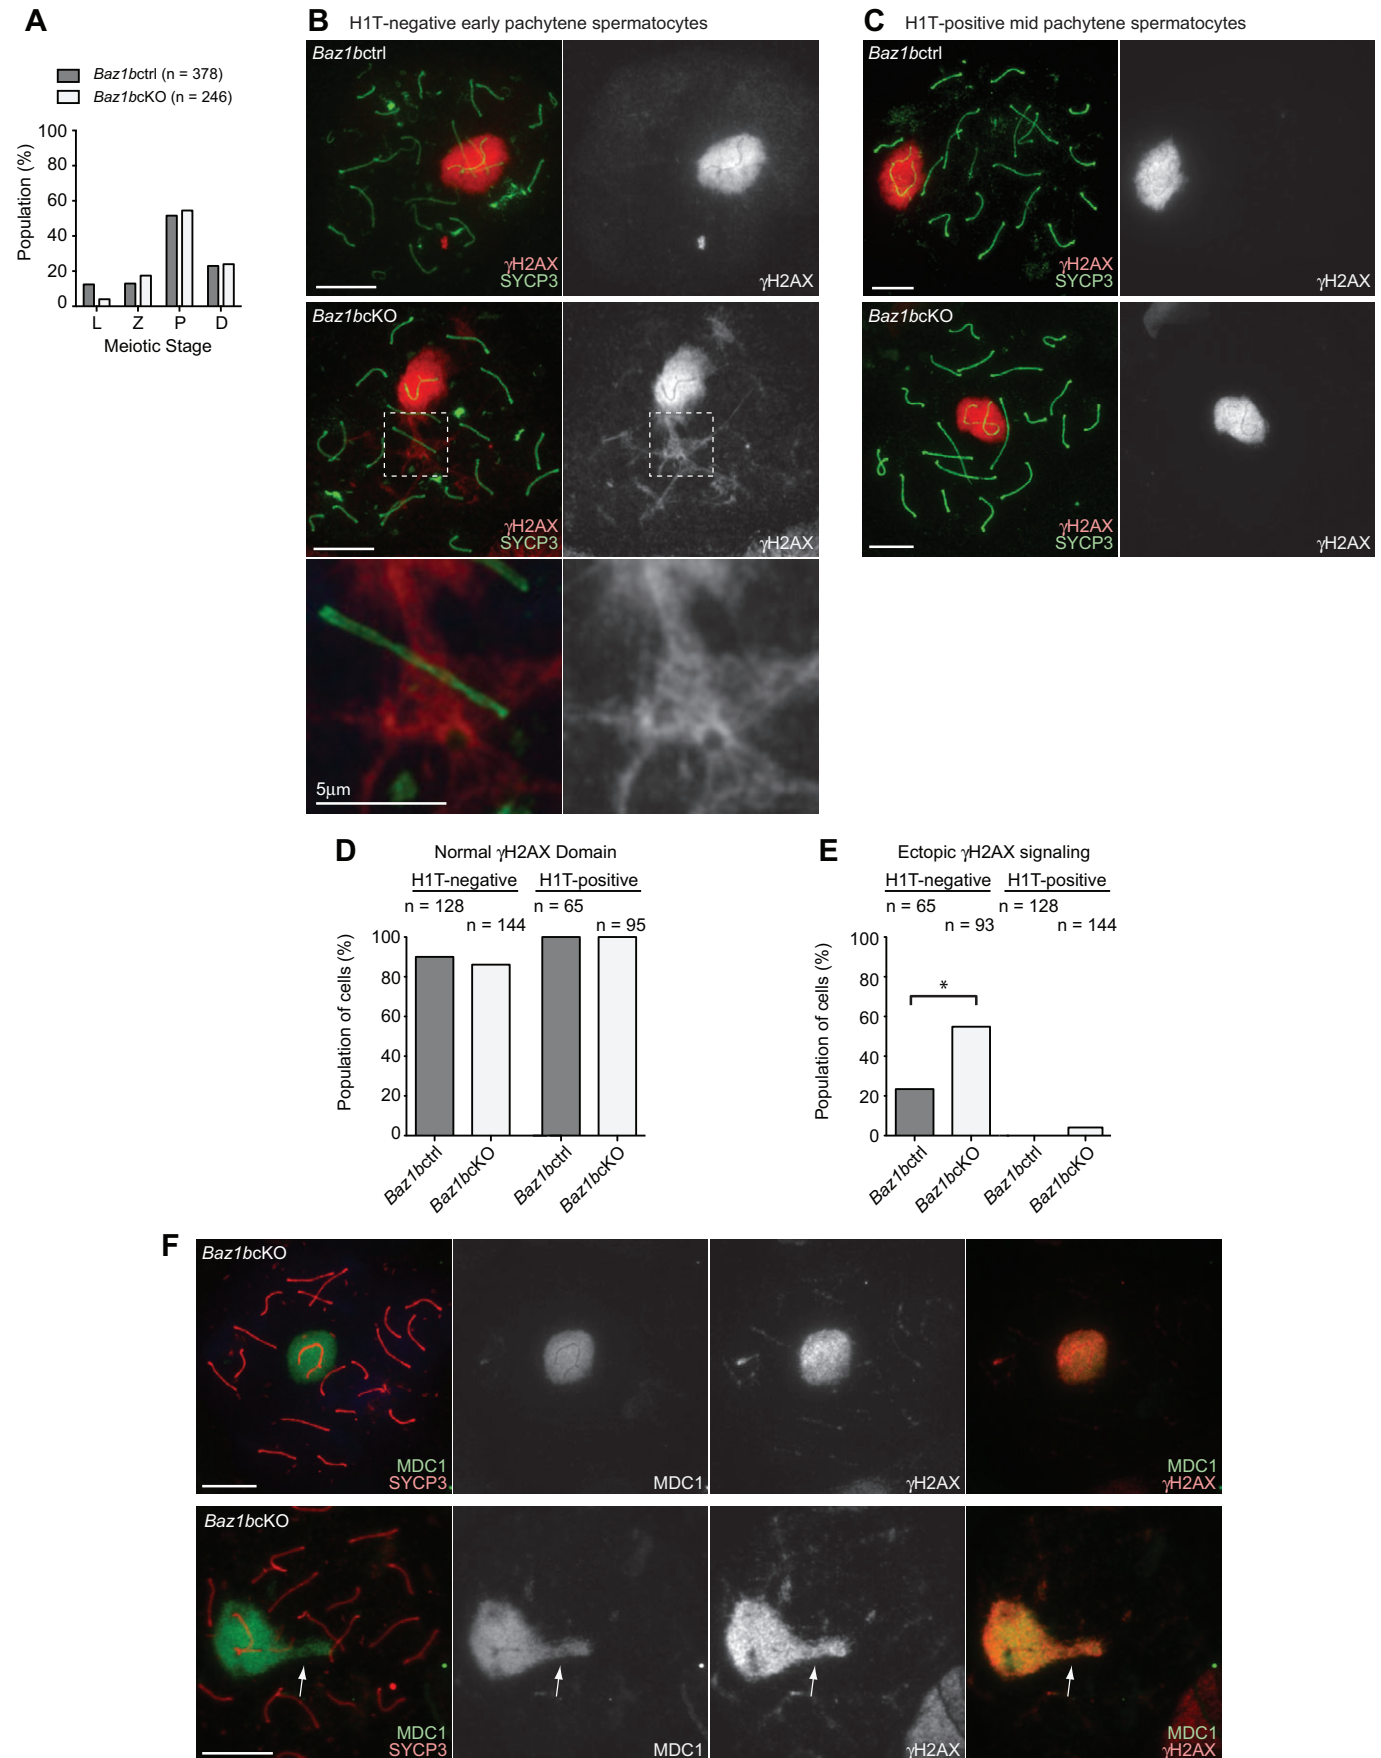 A
Baz1bctrl (n = 378)
Baz1bcKO (n = 246)
Population (%)
100
80
60
40
20
0
L Z P D
Meiotic Stage
B H1T-negative early pachytene spermatocytes
Baz1bctrl
γH2AX
SYCP3
γH2AX
Baz1bcKO
γH2AX
SYCP3
γH2AX
5μm
C H1T-positive mid pachytene spermatocytes
Baz1bctrl
γH2AX
SYCP3
γH2AX
Baz1bcKO
γH2AX
SYCP3
γH2AX
D Normal γH2AX Domain
H1T-negative H1T-positive
n = 128 n = 65
n = 144 n = 95
Population of cells (%)
100
80
60
40
20
0
Baz1bctrl
Baz1bcKO
Baz1bctrl
Baz1bcKO
E Ectopic γH2AX signaling
H1T-negative H1T-positive
n = 65 n = 128
n = 93 n = 144
Population of cells (%)
100
80
60
40
20
0
*
Baz1bctrl
Baz1bcKO
Baz1bctrl
Baz1bcKO
F
Baz1bcKO
MDC1
SYCP3
MDC1
γH2AX
MDC1
γH2AX
Baz1bcKO
MDC1
SYCP3
MDC1
γH2AX
MDC1
γH2AX